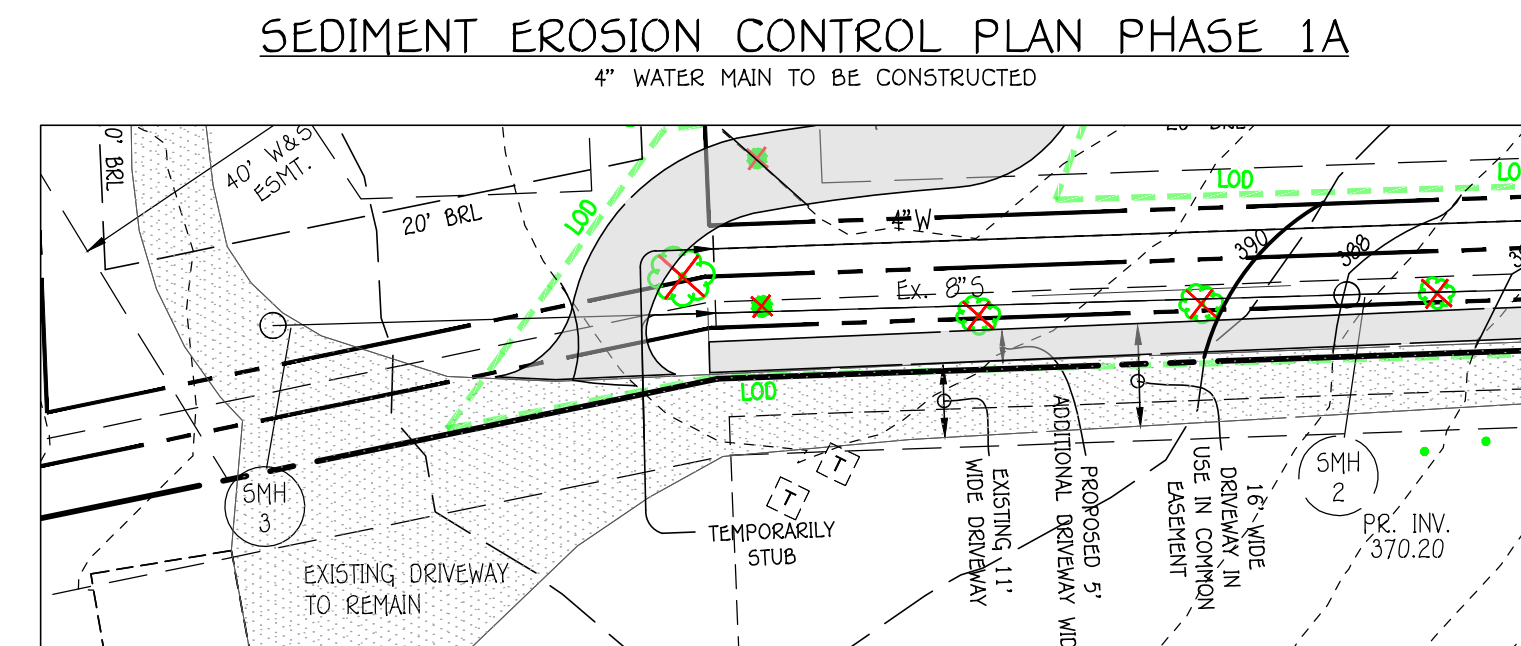 SEDIMENT EROSION CONTROL PLAN PHASE 1A
4" WATER MAIN TO BE CONSTRUCTED
BRL
40' W&S
ESMT.
20' BRL
LOD
4"W
LOD
LO
390
388
Ex. 8"S
LOD
SMH
3
EXISTING DRIVEWAY
TO REMAIN
T
T
TEMPORARILY
STUB
EXISTING 11'
WIDE DRIVEWAY
PROPOSED 5'
ADDITIONAL DRIVEWAY WID
16' WIDE
DRIVEWAY IN
USE IN COMMON
EASEMENT
SMH
2
PR. INV.
370.20